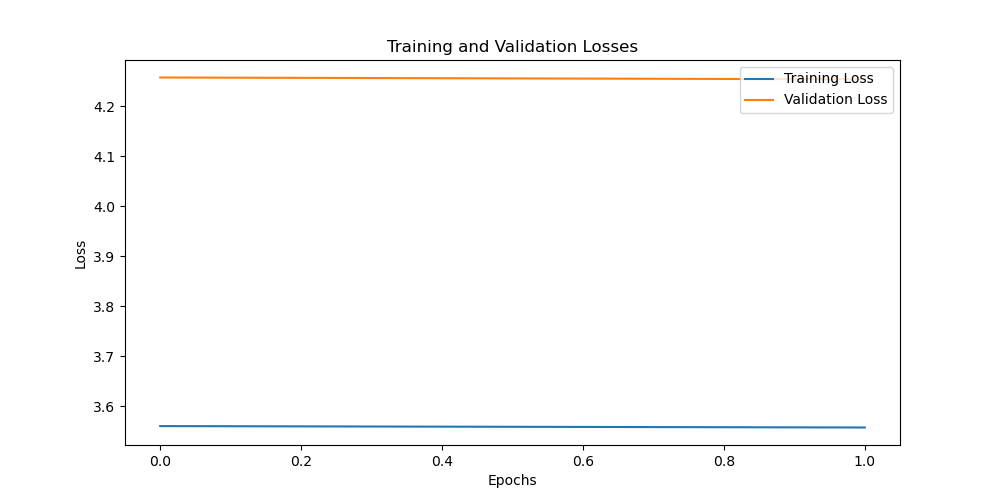 Training and Validation Losses
Training Loss
Validation Loss
4.2
4.1
4.0
3.9
3.8
3.7
3.6
Loss
0.0 0.2 0.4 0.6 0.8 1.0
Epochs